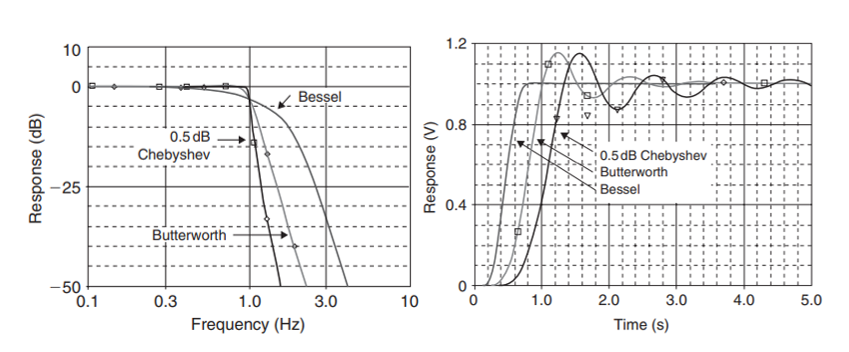 10
0
−25
−50
Response (dB)
Bessel
0.5 dB
Chebyshev
Butterworth
0.1
0.3
1.0
3.0
10
Frequency (Hz)
1.2
0.8
0.4
0
Response (V)
0.5 dB Chebyshev
Butterworth
Bessel
0
1.0
2.0
3.0
4.0
5.0
Time (s)